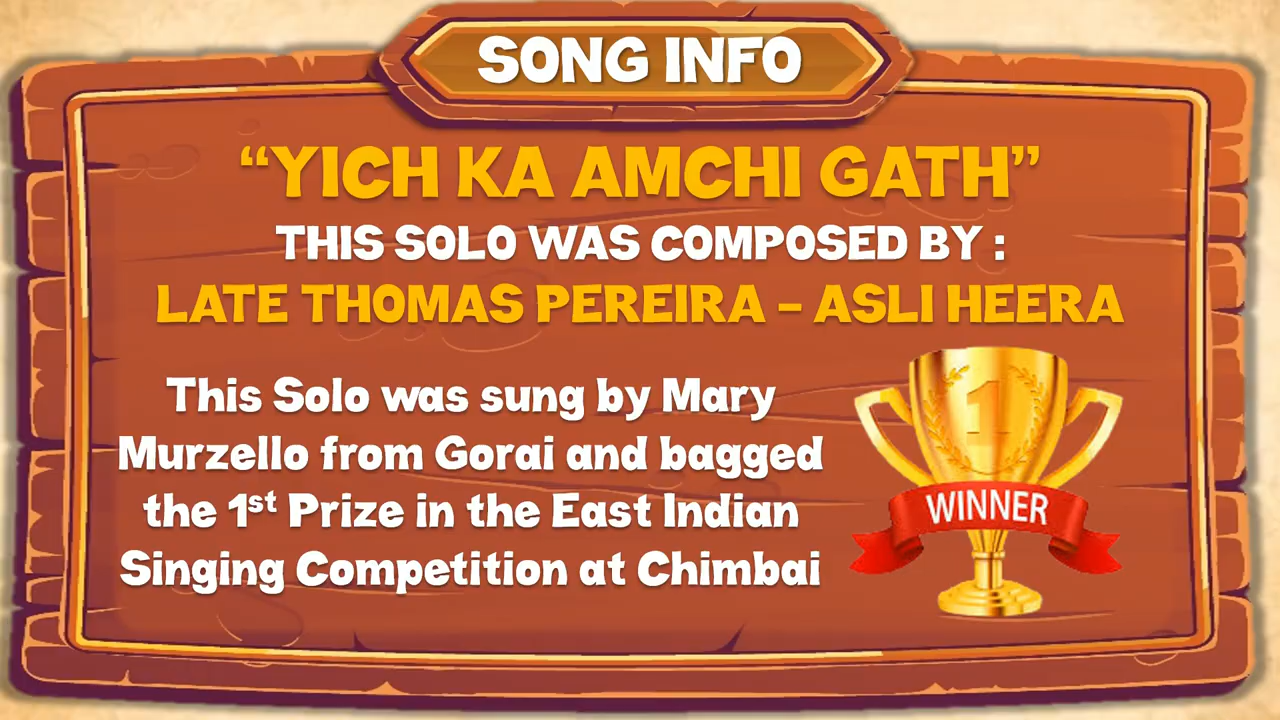 SONG INFO
“YICH KA AMCHI GATH”
THIS SOLO WAS COMPOSED BY :
LATE THOMAS PEREIRA – ASLI HEERA
This Solo was sung by Mary
Murzello from Gorai and bagged
the 1st Prize in the East Indian
Singing Competition at Chimbai
1
WINNER